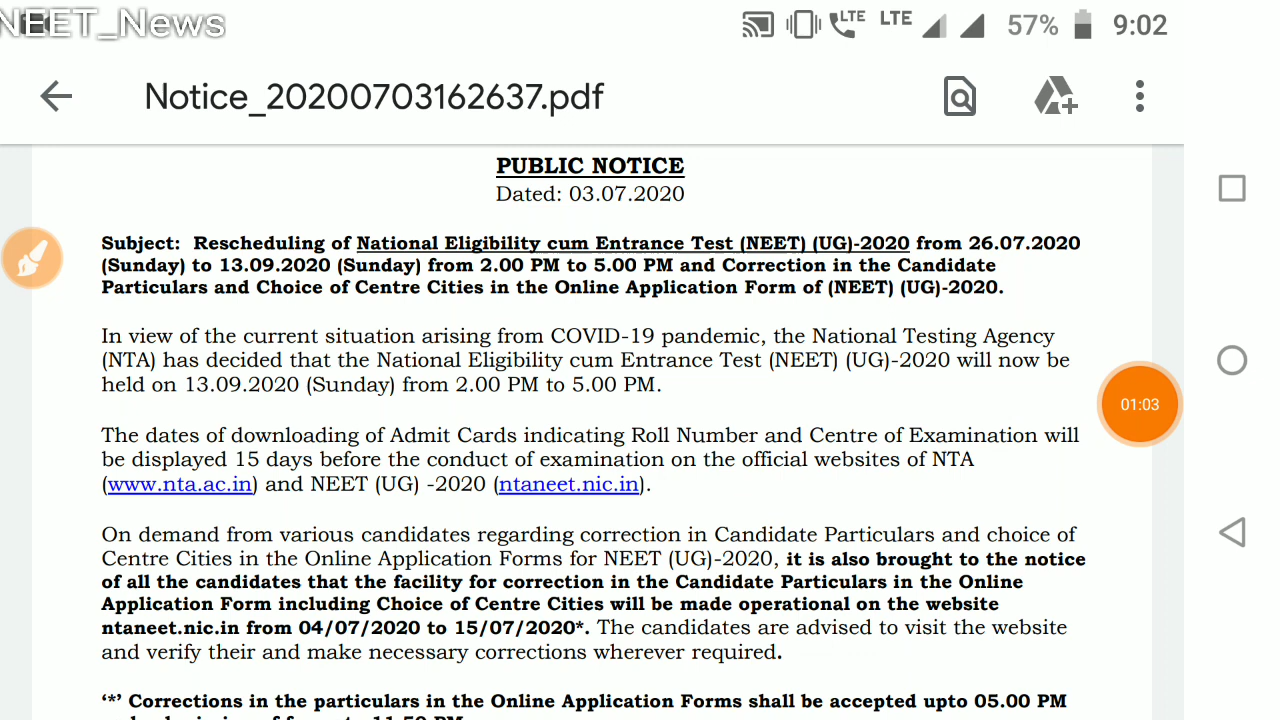 NEET_News
LTE LTE 57% 9:02
Notice_20200703162637.pdf
PUBLIC NOTICE
Dated: 03.07.2020
Subject: Rescheduling of National Eligibility cum Entrance Test (NEET) (UG)-2020 from 26.07.2020
(Sunday) to 13.09.2020 (Sunday) from 2.00 PM to 5.00 PM and Correction in the Candidate
Particulars and Choice of Centre Cities in the Online Application Form of (NEET) (UG)-2020.
In view of the current situation arising from COVID-19 pandemic, the National Testing Agency
(NTA) has decided that the National Eligibility cum Entrance Test (NEET) (UG)-2020 will now be
held on 13.09.2020 (Sunday) from 2.00 PM to 5.00 PM.
01:03
The dates of downloading of Admit Cards indicating Roll Number and Centre of Examination will
be displayed 15 days before the conduct of examination on the official websites of NTA
(www.nta.ac.in) and NEET (UG) -2020 (ntaneet.nic.in).
On demand from various candidates regarding correction in Candidate Particulars and choice of
Centre Cities in the Online Application Forms for NEET (UG)-2020, it is also brought to the notice
of all the candidates that the facility for correction in the Candidate Particulars in the Online
Application Form including Choice of Centre Cities will be made operational on the website
ntaneet.nic.in from 04/07/2020 to 15/07/2020*. The candidates are advised to visit the website
and verify their and make necessary corrections wherever required.
‘*’ Corrections in the particulars in the Online Application Forms shall be accepted upto 05.00 PM